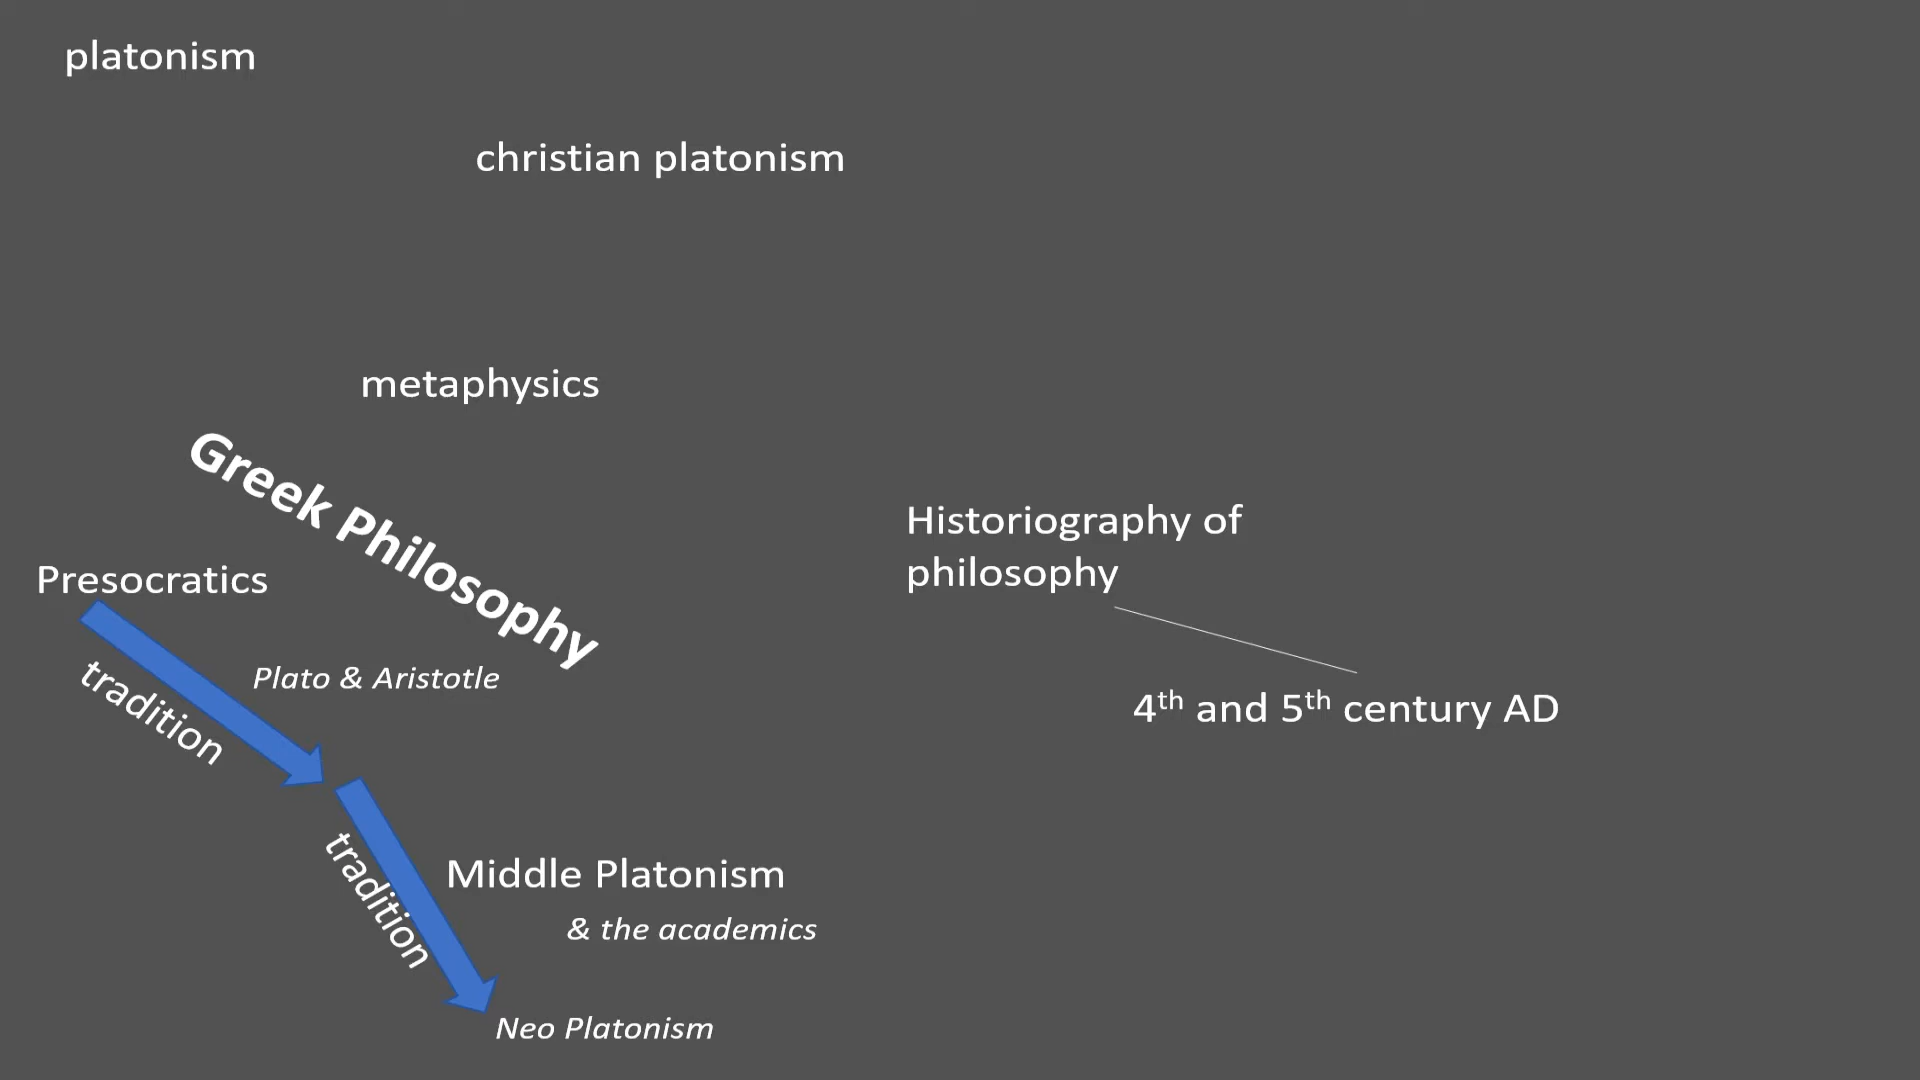 platonism
christian platonism
metaphysics
Greek Philosophy
Historiography of
philosophy
Presocratics
Plato & Aristotle
tradition
4th and 5th century AD
tradition
Middle Platonism
& the academics
Neo Platonism